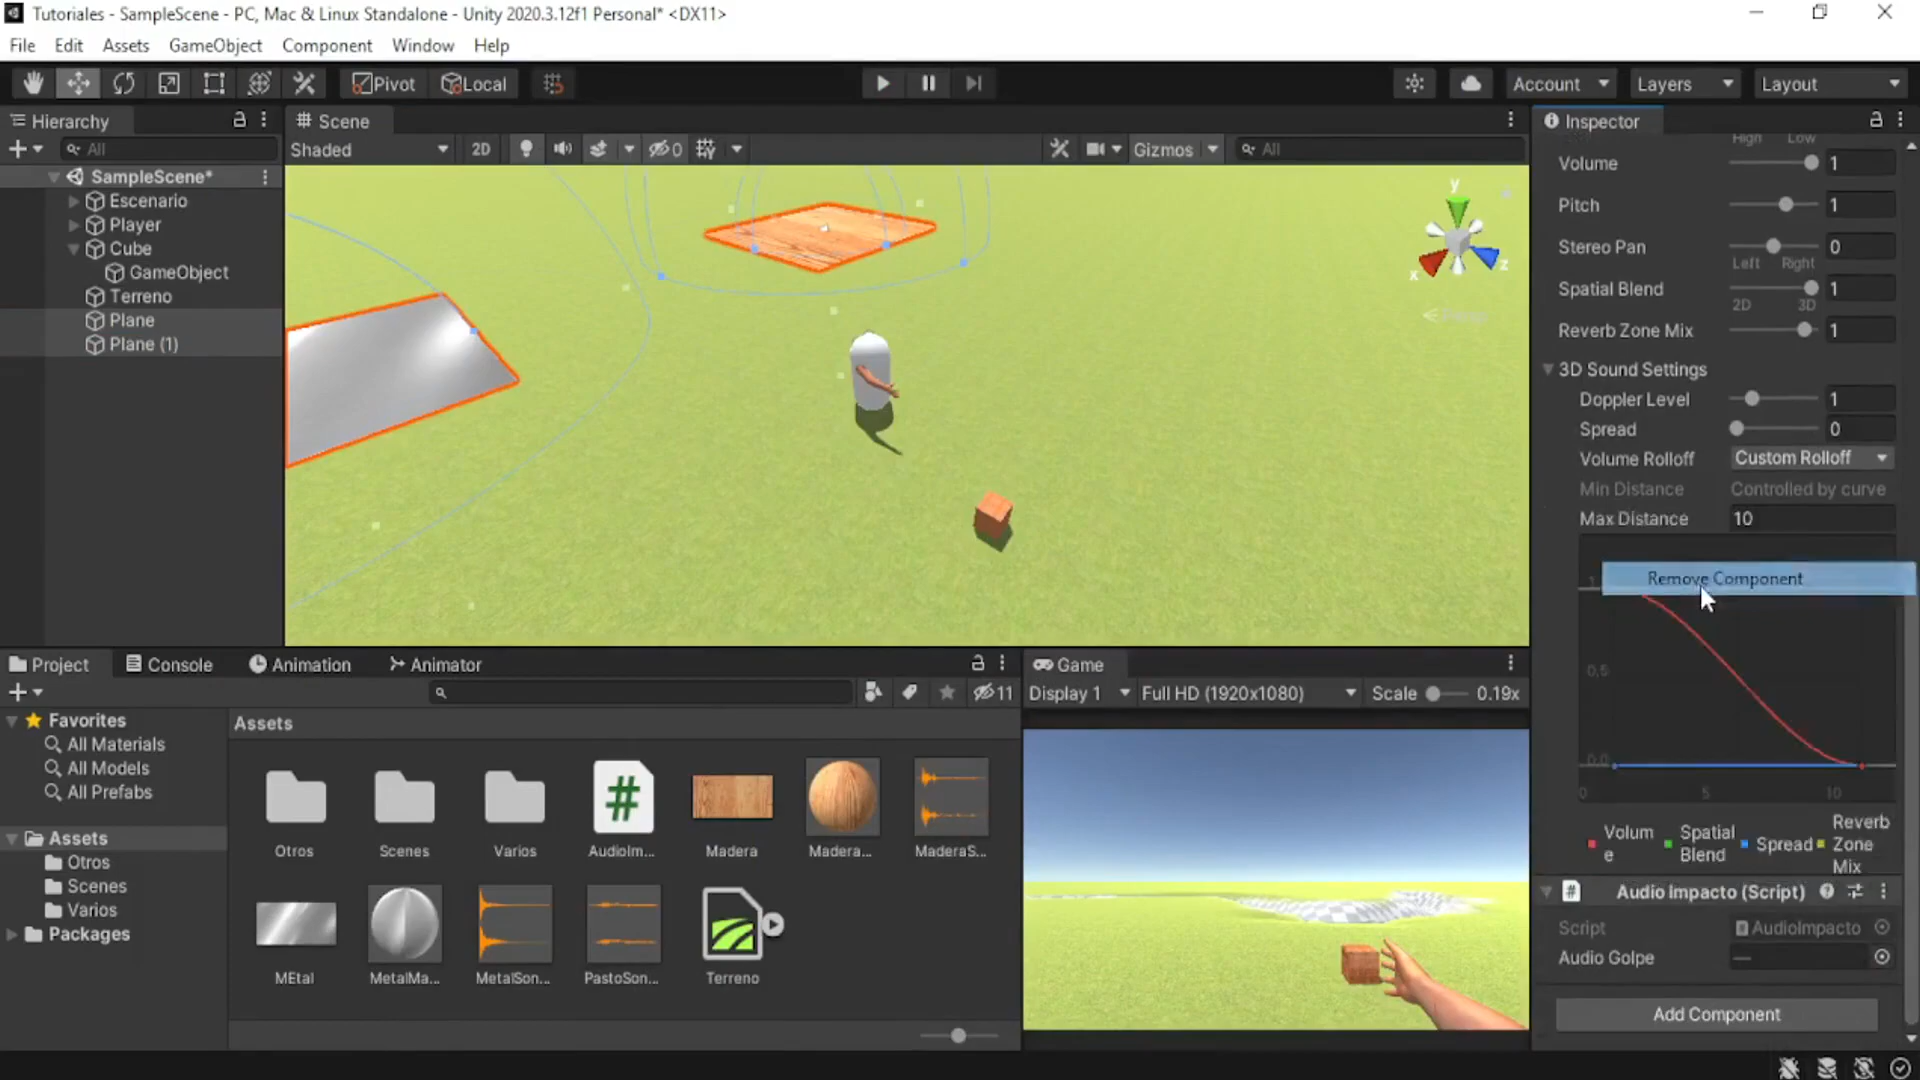 Tutoriales - SampleScene - PC, Mac & Linux Standalone - Unity 2020.3.12f1 Personal* <DX11>
File Edit Assets GameObject Component Window Help
Pivot Local Account Layers Layout
Hierarchy
All
SampleScene*
Escenario
Player
Cube
GameObject
Terreno
Plane
Plane (1)
Scene
Shaded 2D 0 Gizmos All
y
x z
Inspector
High Low
Volume 1
Pitch 1
Stereo Pan 0
Left Right
Spatial Blend 1
2D 3D
Reverb Zone Mix 1
3D Sound Settings
Doppler Level 1
Spread 0
Volume Rolloff Custom Rolloff
Min Distance Controlled by curve
Max Distance 10
Remove Component
1
0,5
0,0
0 5 10
Volume
Spatial Blend
Spread
Reverb Zone Mix
Audio Impacto (Script)
Script AudioImpacto
Audio Golpe —
Add Component
Project Console Animation Animator
11
Favorites
All Materials
All Models
All Prefabs
Assets
Otros
Scenes
Varios
Packages
Assets
Otros Scenes Varios AudioIm... Madera Madera... MaderaS...
MEtal MetalMa... MetalSon... PastoSon... Terreno
Game
Display 1 Full HD (1920x1080) Scale 0.19x